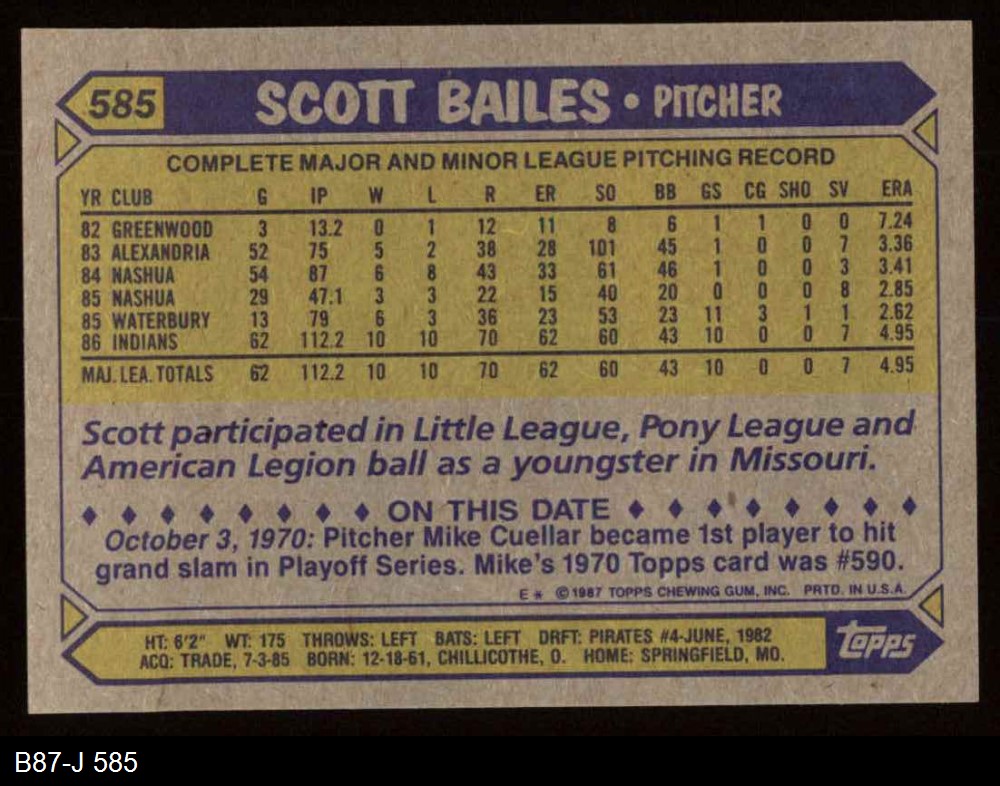 585 SCOTT BAILES • PITCHER
COMPLETE MAJOR AND MINOR LEAGUE PITCHING RECORD
YR CLUB G IP W L R ER SO BB GS CG SHO SV ERA
82 GREENWOOD 3 13.2 0 1 12 11 8 6 1 1 0 0 7.24
83 ALEXANDRIA 52 75 5 2 38 28 101 45 1 0 0 7 3.36
84 NASHUA 54 87 6 8 43 33 61 46 1 0 0 3 3.41
85 NASHUA 29 47.1 3 3 22 15 40 20 0 0 0 8 2.85
85 WATERBURY 13 79 6 3 36 23 53 23 11 3 1 1 2.62
86 INDIANS 62 112.2 10 10 70 62 60 43 10 0 0 7 4.95
MAJ. LEA. TOTALS 62 112.2 10 10 70 62 60 43 10 0 0 7 4.95
Scott participated in Little League, Pony League and
American Legion ball as a youngster in Missouri.
♦ ♦ ♦ ♦ ♦ ♦ ♦ ♦ ON THIS DATE ♦ ♦ ♦ ♦ ♦ ♦ ♦ ♦
October 3, 1970: Pitcher Mike Cuellar became 1st player to hit
grand slam in Playoff Series. Mike's 1970 Topps card was #590.
E* ©1987 TOPPS CHEWING GUM, INC. PRTD. IN U.S.A.
HT: 6'2" WT: 175 THROWS: LEFT BATS: LEFT DRFT: PIRATES #4-JUNE, 1982
ACQ: TRADE, 7-3-85 BORN: 12-18-61, CHILLICOTHE, O. HOME: SPRINGFIELD, MO.
topps
B87-J 585